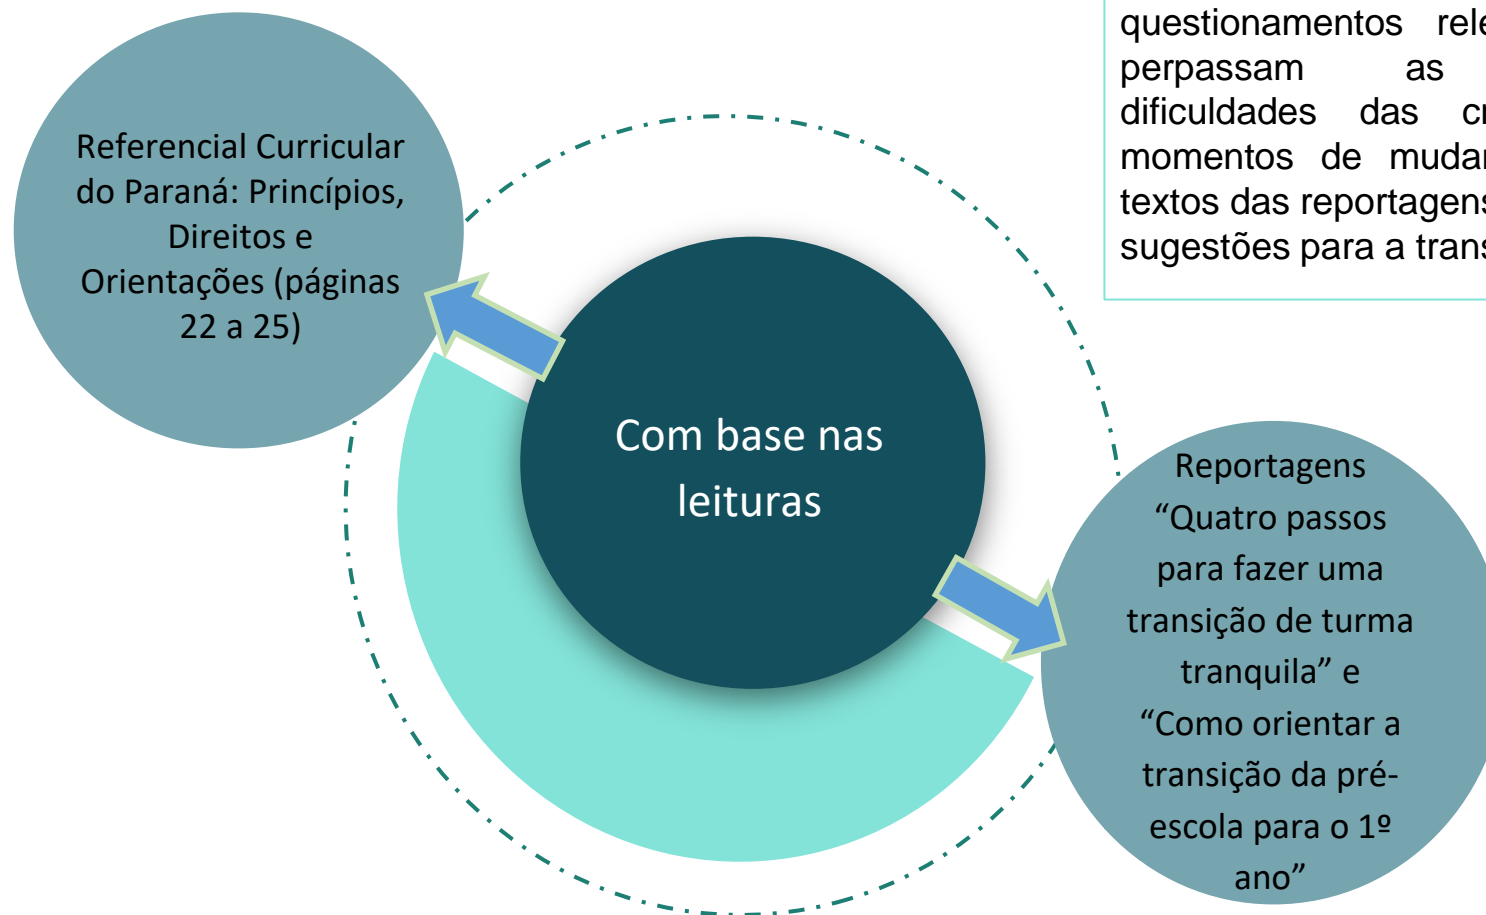 questionamentos
perpassam as
dificuldades das
momentos de
textos das reportagens
sugestões para a
Referencial Curricular
do Paraná: Princípios,
Direitos e
Orientações (páginas
22 a 25)
Com base nas
leituras
Reportagens
“Quatro passos
para fazer uma
transição de turma
tranquila” e
“Como orientar a
transição da pré-
escola para o 1º
ano”